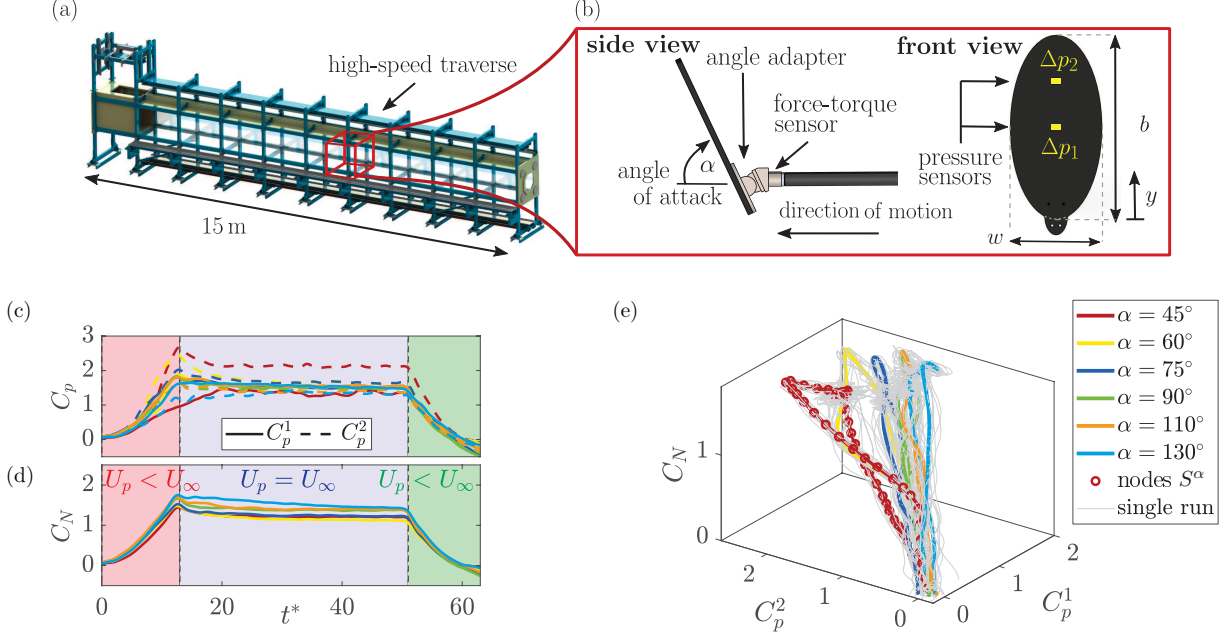 (a)
high-speed traverse
15 m
(b)
side view
angle adapter
force-torque
sensor
angle
of attack
α
direction of motion
front view
Δp₂
Δp₁
pressure
sensors
b
y
w
(c)
3
2
1
0
C_p
C_p^1
C_p^2
(d)
U_p < U_∞
U_p = U_∞
U_p < U_∞
2
1
0
C_N
0
20
40
60
t*
(e)
1
0
C_N
2
1
0
C_p^2
0
1
2
C_p^1
α = 45°
α = 60°
α = 75°
α = 90°
α = 110°
α = 130°
nodes S^α
single run